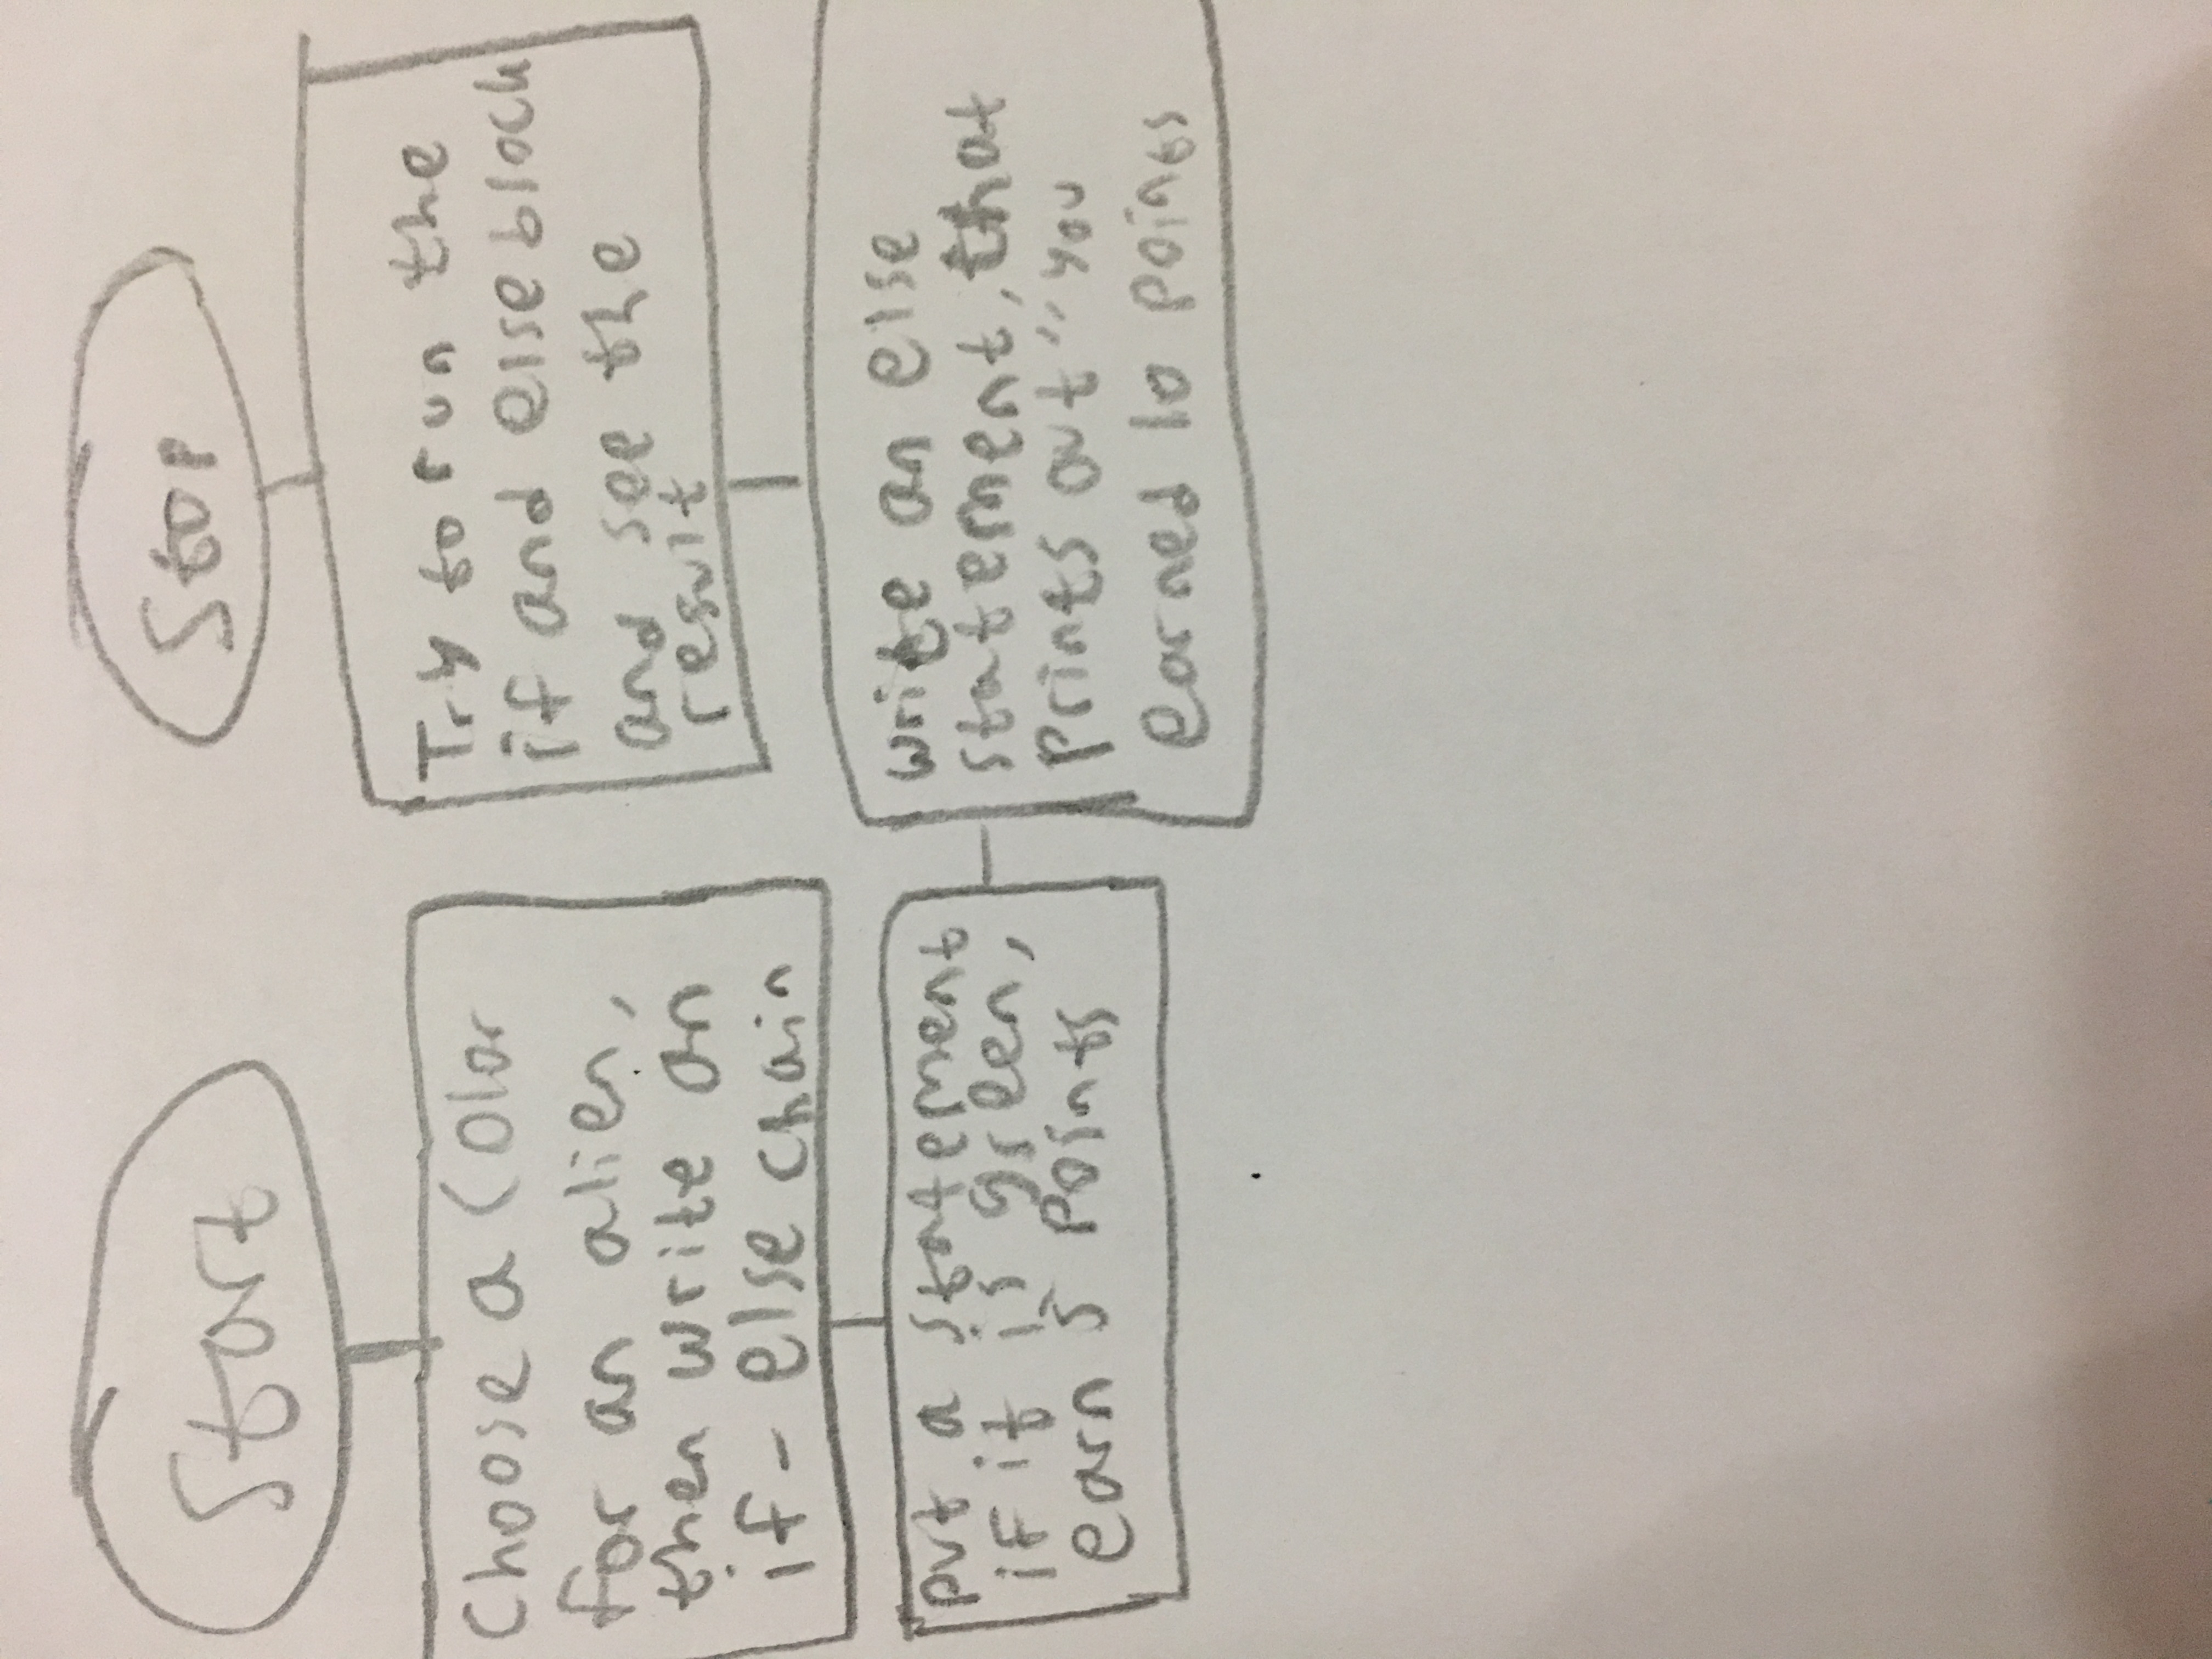 Start
Choose a Color
for an alien,
then write an
if - else chain
put a statement
if it is green,
earn 5 points
write an else
statement, that
prints out " you
earned 10 points
Try to run the
if and else block
and see the
result
Stop